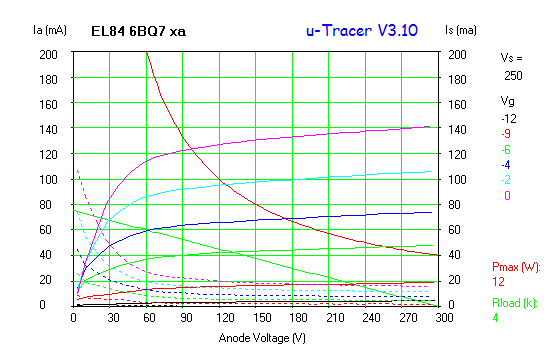 Ia (mA) EL84 6BQ7 xa u-Tracer V3.10 Is (ma)
200 200 Vs =
180 180 250
160 160 Vg
140 140 -12
120 120 -9
100 100 -6
80 80 -4
60 60 -2
40 40 0
20 20 Pmax (W):
0 0 12
30 60 90 120 150 180 210 240 270 300 Rload (k):
Anode Voltage (V) 4